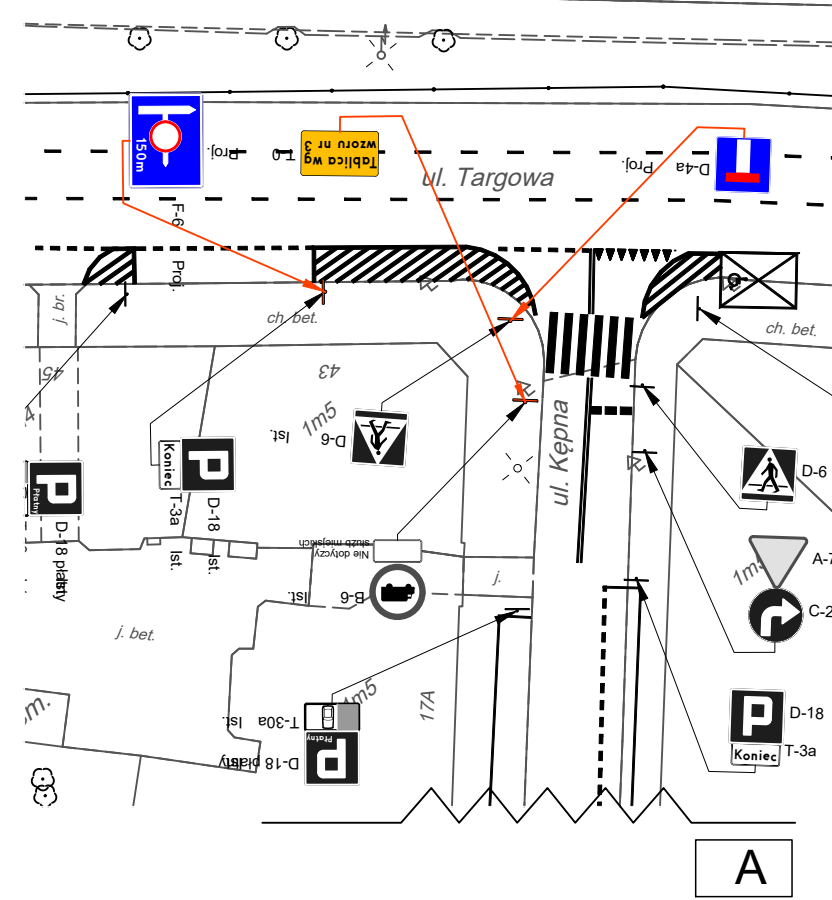 150m
Proj.
F-6
Proj.
T-0
Tablica wg
wzoru nr 3
ul. Targowa
Proj.
D-4a
j. br.
ch. bet.
ch. bet.
45
43
1m5
Ist.
D-6
ul. Kępna
D-6
Płatny
P
D-18 płatny
Ist.
Koniec
P
T-3a
D-18
Ist.
Ist.
Nie dotyczy
służb miejskich
Ist.
B-6
j.
A-7
C-2
1m5
j. bet.
17A
1m5
Ist.
T-30a
Płatny
P
Ist.
D-18 płatny
P
D-18
Koniec
T-3a
A